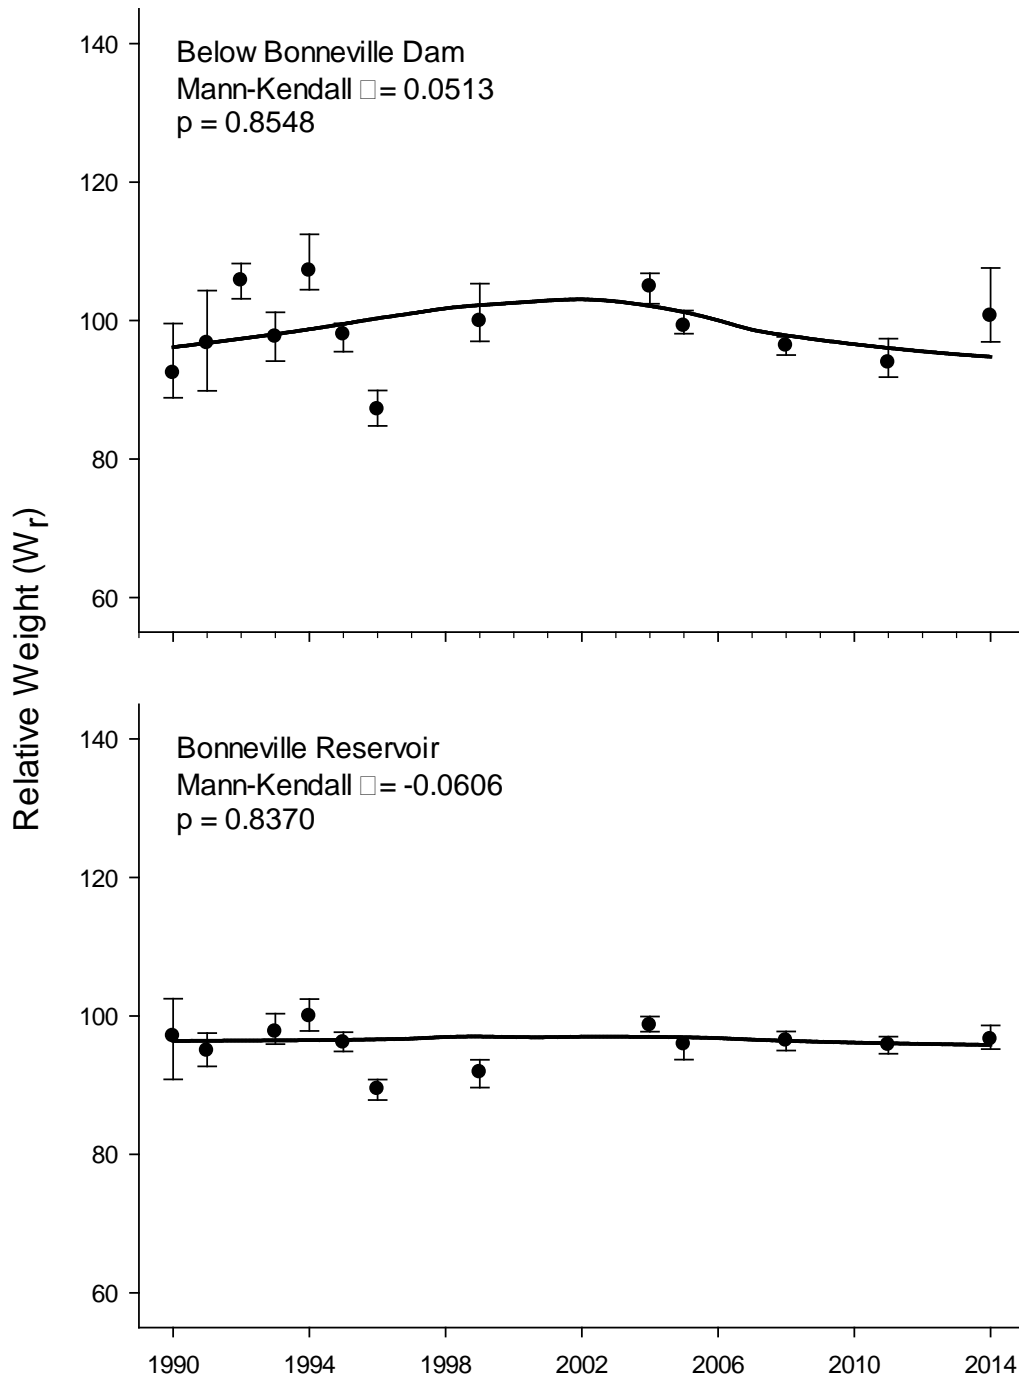 Relative Weight (Wr)
140
120
100
80
60
Below Bonneville Dam
Mann-Kendall □= 0.0513
p = 0.8548
140
120
100
80
60
Bonneville Reservoir
Mann-Kendall □= -0.0606
p = 0.8370
1990 1994 1998 2002 2006 2010 2014